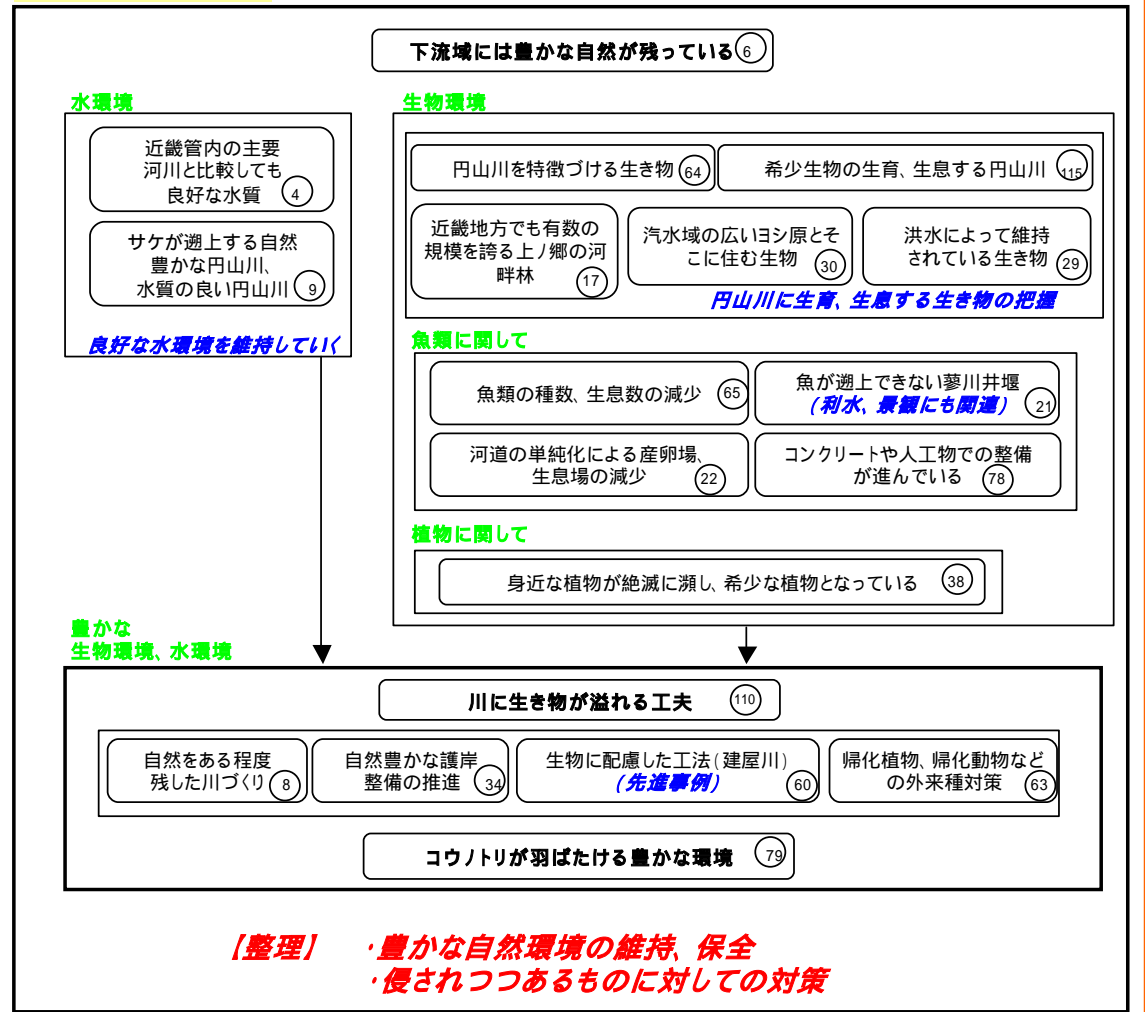 下流域には豊かな自然が残っている 6
水環境
近畿管内の主要
河川と比較しても
良好な水質 4
サケが遡上する自然
豊かな円山川、
水質の良い円山川 9
良好な水環境を維持していく
生物環境
円山川を特徴づける生き物 64
希少生物の生育、生息する円山川 115
近畿地方でも有数の
規模を誇る上ノ郷の河
畔林 17
汽水域の広いヨシ原とそ
こに住む生物 30
洪水によって維持
されている生き物 29
円山川に生育、生息する生き物の把握
魚類に関して
魚類の種数、生息数の減少 65
魚が遡上できない蓼川井堰
(利水、景観にも関連) 21
河道の単純化による産卵場、
生息場の減少 22
コンクリートや人工物での整備
が進んでいる 78
植物に関して
身近な植物が絶滅に瀕し、希少な植物となっている 38
豊かな
生物環境、水環境
川に生き物が溢れる工夫 110
自然をある程度
残した川づくり 8
自然豊かな護岸
整備の推進 34
生物に配慮した工法(建屋川)
(先進事例) 60
帰化植物、帰化動物など
の外来種対策 63
コウノトリが羽ばたける豊かな環境 79
【整理】 ・豊かな自然環境の維持、保全
・侵されつつあるものに対しての対策